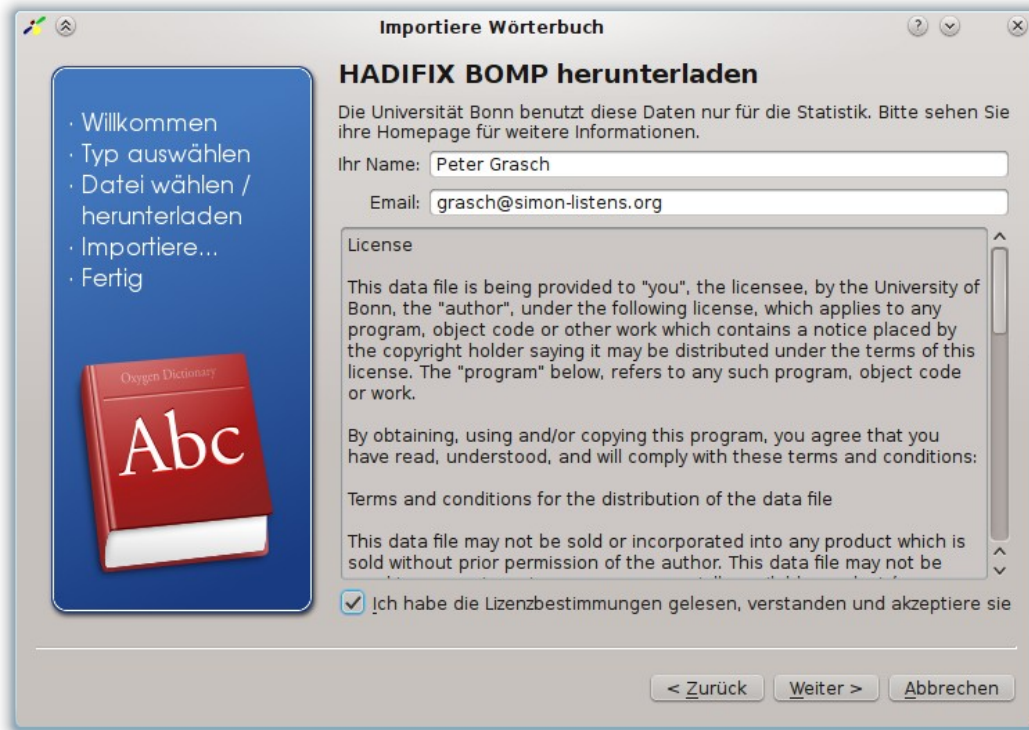 Importiere Wörterbuch
· Willkommen
· Typ auswählen
· Datei wählen /
herunterladen
· Importiere...
· Fertig
Oxygen Dictionary
Abc
HADIFIX BOMP herunterladen
Die Universität Bonn benutzt diese Daten nur für die Statistik. Bitte sehen Sie
ihre Homepage für weitere Informationen.
Ihr Name: Peter Grasch
Email: grasch@simon-listens.org
License
This data file is being provided to "you", the licensee, by the University of
Bonn, the "author", under the following license, which applies to any
program, object code or other work which contains a notice placed by
the copyright holder saying it may be distributed under the terms of this
license. The "program" below, refers to any such program, object code
or work.
By obtaining, using and/or copying this program, you agree that you
have read, understood, and will comply with these terms and conditions:
Terms and conditions for the distribution of the data file
This data file may not be sold or incorporated into any product which is
sold without prior permission of the author. This data file may not be
Ich habe die Lizenzbestimmungen gelesen, verstanden und akzeptiere sie
< Zurück
Weiter >
Abbrechen